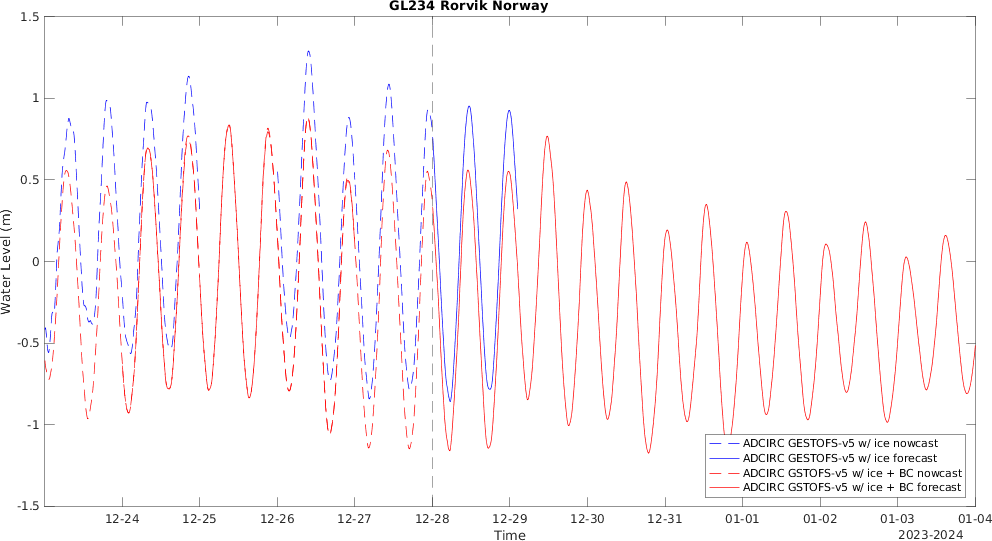 GL234 Rorvik Norway
1.5
1
0.5
0
-0.5
-1
-1.5
Water Level (m)
12-24 12-25 12-26 12-27 12-28 12-29 12-30 12-31 01-01 01-02 01-03 01-04
Time
2023-2024
ADCIRC GESTOFS-v5 w/ ice nowcast
ADCIRC GESTOFS-v5 w/ ice forecast
ADCIRC GSTOFS-v5 w/ ice + BC nowcast
ADCIRC GSTOFS-v5 w/ ice + BC forecast